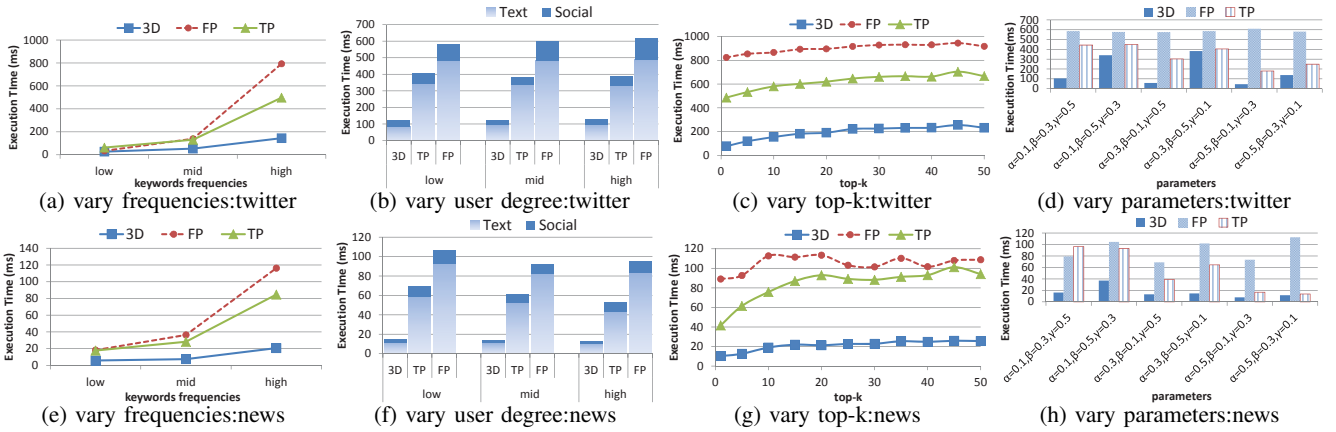 3D FP TP
Execution Time (ms)
1000
800
600
400
200
0
low mid high
keywords frequencies
(a) vary frequencies:twitter
Text Social
Execution Time (ms)
700
600
500
400
300
200
100
0
3D TP FP 3D TP FP 3D TP FP
low mid high
(b) vary user degree:twitter
3D FP TP
Execution Time (ms)
1000
800
600
400
200
0
0 10 20 30 40 50
top-k
(c) vary top-k:twitter
3D FP TP
Executition Time(ms)
700
600
500
400
300
200
100
0
α=0.1,β=0.3,γ=0.5
α=0.1,β=0.5,γ=0.3
α=0.3,β=0.1,γ=0.5
α=0.3,β=0.5,γ=0.1
α=0.5,β=0.1,γ=0.3
α=0.5,β=0.3,γ=0.1
parameters
(d) vary parameters:twitter
3D FP TP
Execution TIme (ms)
140
120
100
80
60
40
20
0
low mid high
keywords frequencies
(e) vary frequencies:news
Text Social
Execution Time (ms)
120
100
80
60
40
20
0
3D TP FP 3D TP FP 3D TP FP
low mid high
(f) vary user degree:news
3D FP TP
Execution TIme (ms)
120
100
80
60
40
20
0
0 10 20 30 40 50
top-k
(g) vary top-k:news
3D FP TP
Execution Time (ms)
120
100
80
60
40
20
0
α=0.1,β=0.3,γ=0.5
α=0.1,β=0.5,γ=0.3
α=0.3,β=0.1,γ=0.5
α=0.3,β=0.5,γ=0.1
α=0.5,β=0.1,γ=0.3
α=0.5,β=0.3,γ=0.1
parameters
(h) vary parameters:news